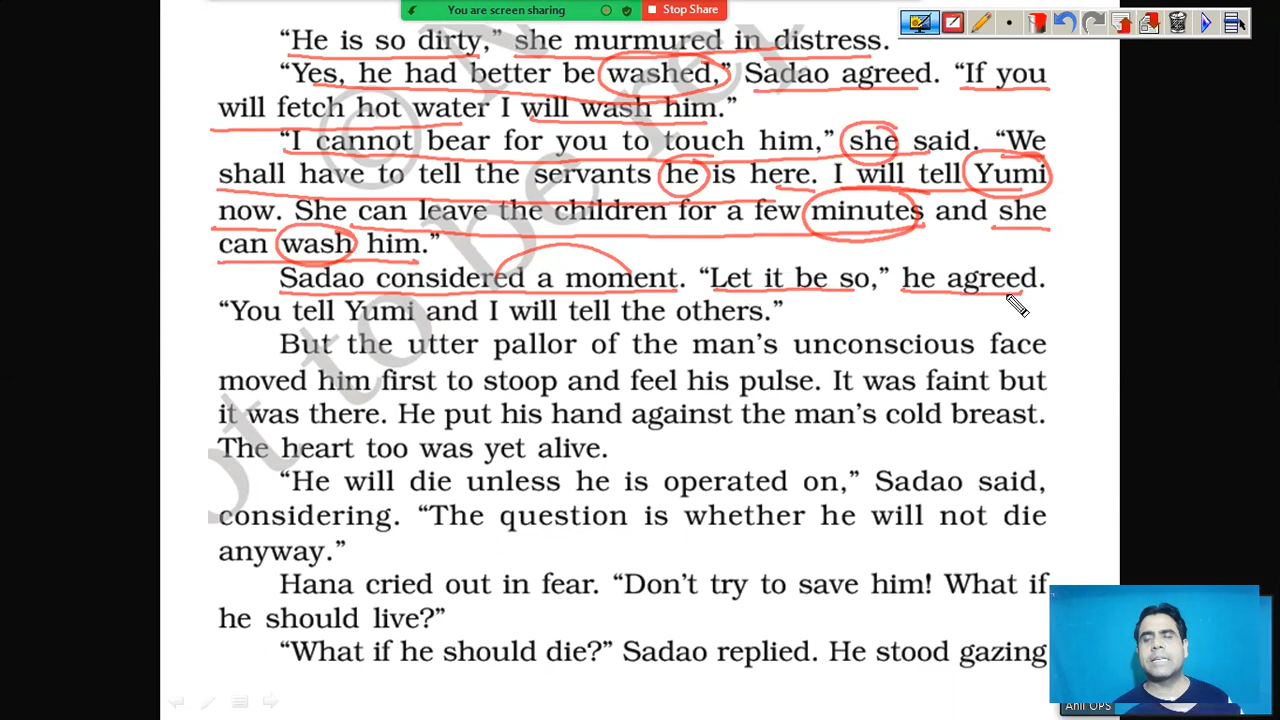 You are screen sharing
Stop Share
“He is so dirty,” she murmured in distress.
“Yes, he had better be washed,” Sadao agreed. “If you
will fetch hot water I will wash him.”
“I cannot bear for you to touch him,” she said. “We
shall have to tell the servants he is here. I will tell Yumi
now. She can leave the children for a few minutes and she
can wash him.”
Sadao considered a moment. “Let it be so,” he agreed.
“You tell Yumi and I will tell the others.”
But the utter pallor of the man’s unconscious face
moved him first to stoop and feel his pulse. It was faint but
it was there. He put his hand against the man’s cold breast.
The heart too was yet alive.
“He will die unless he is operated on,” Sadao said,
considering. “The question is whether he will not die
anyway.”
Hana cried out in fear. “Don’t try to save him! What if
he should live?”
“What if he should die?” Sadao replied. He stood gazing
Anil OPS
© N
not to be re